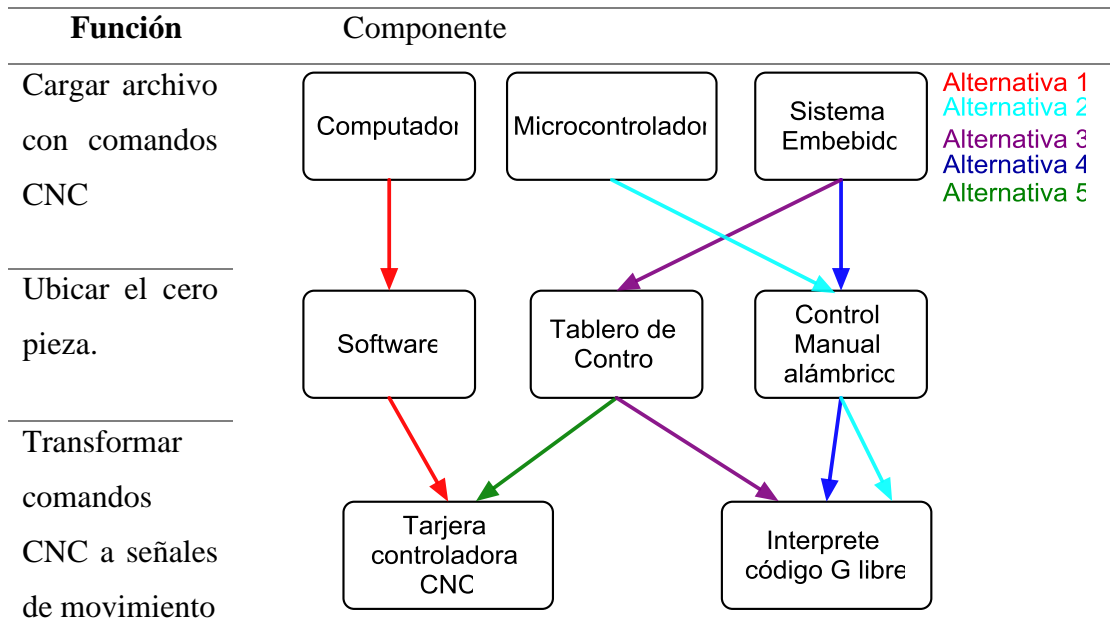 Función
Componente
Cargar archivo
con comandos
CNC
Computador
Microcontrolador
Sistema
Embebido
Alternativa 1
Alternativa 2
Alternativa 3
Alternativa 4
Alternativa 5
Ubicar el cero
pieza.
Software
Tablero de
Contro
Control
Manual
alámbrico
Transformar
comandos
CNC a señales
de movimiento
Tarjera
controladora
CNC
Interprete
código G libre